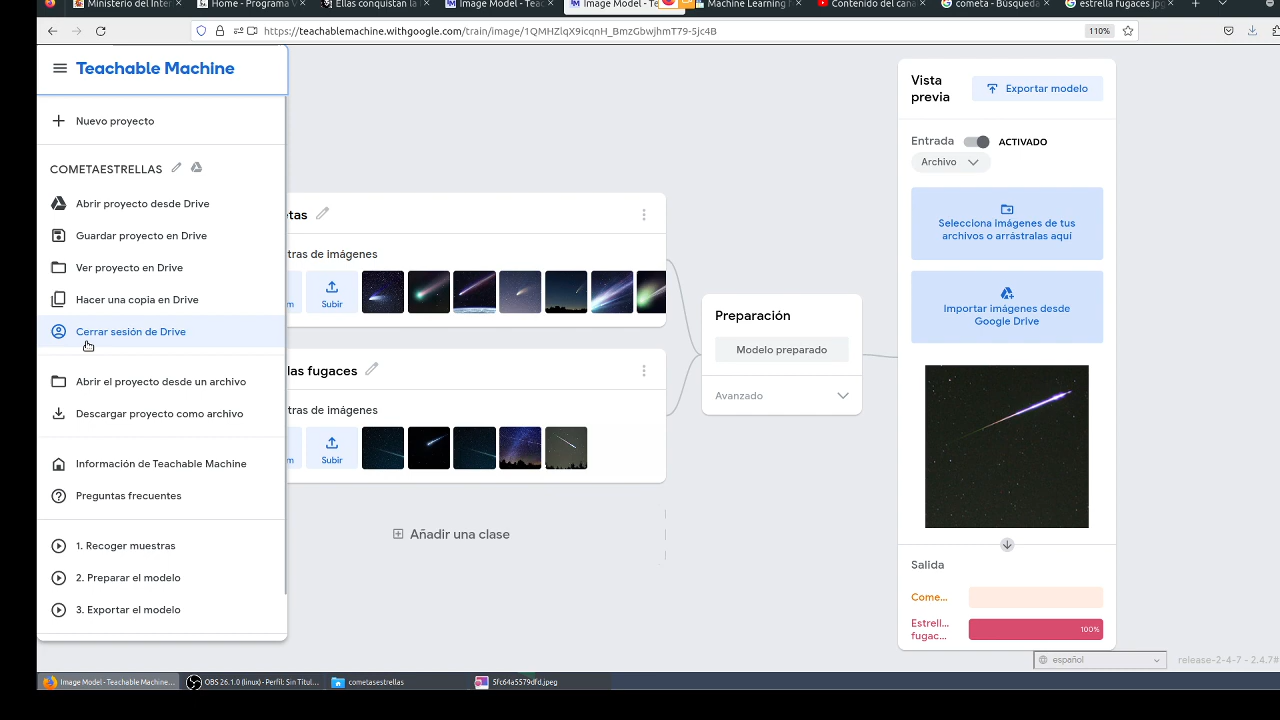 Ministerio del Inter
Home - Programa
Ellas conquistan la
Image Model - Teac
Image Model - Te
Machine Learning f
Contenido del cana
cometa - Búsqueda
estrella fugaces jpg
https://teachablemachine.withgoogle.com/train/image/1QMHZlqX9icqnH_BmzGbwjhmT79-5jc4B
110%
Teachable Machine
Nuevo proyecto
COMETAESTRELLAS
Abrir proyecto desde Drive
Guardar proyecto en Drive
Ver proyecto en Drive
Hacer una copia en Drive
Cerrar sesión de Drive
Abrir el proyecto desde un archivo
Descargar proyecto como archivo
Información de Teachable Machine
Preguntas frecuentes
1. Recoger muestras
2. Preparar el modelo
3. Exportar el modelo
etas
tras de imágenes
m
Subir
las fugaces
tras de imágenes
m
Subir
Añadir una clase
Preparación
Modelo preparado
Avanzado
Vista
previa
Exportar modelo
Entrada
ACTIVADO
Archivo
Selecciona imágenes de tus
archivos o arrástralas aquí
Importar imágenes desde
Google Drive
Salida
Come...
Estrell...
fugac...
100%
español
release-2-4-7 - 2.4.7#
Image Model - Teachable Machine...
OBS 26.1.0 (linux) - Perfil: Sin Titul...
cometasestrellas
5fc64a5579dfd.jpeg